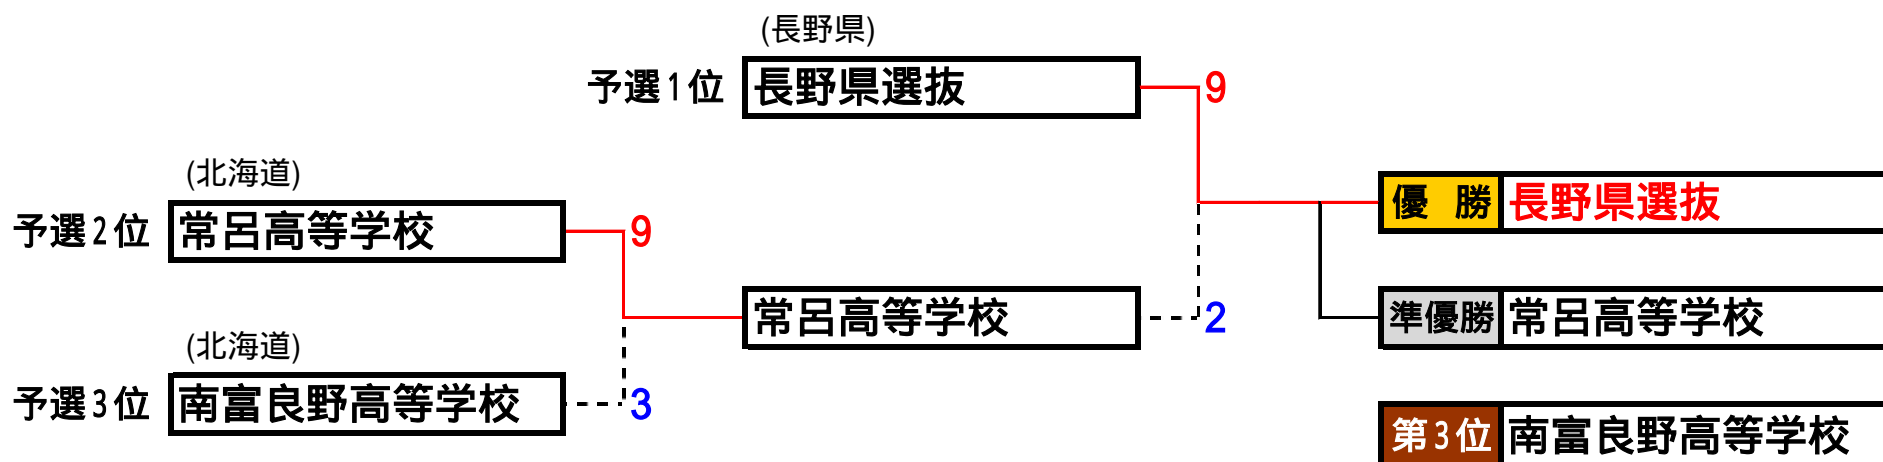 (長野県)
予選1位 長野県選抜 9
(北海道)
予選2位 常呂高等学校 9
優 勝 長野県選抜
常呂高等学校 2
準優勝 常呂高等学校
(北海道)
予選3位 南富良野高等学校 3
第3位 南富良野高等学校